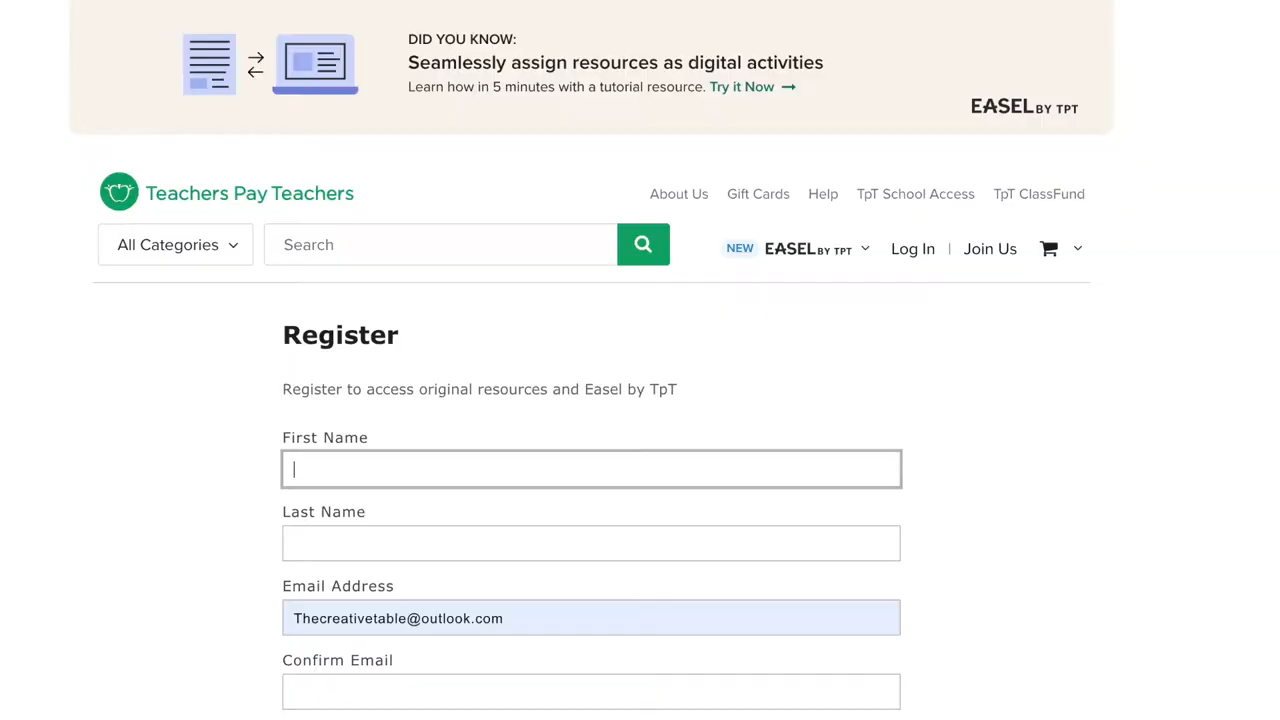 DID YOU KNOW:
Seamlessly assign resources as digital activities
Learn how in 5 minutes with a tutorial resource. Try it Now →
EASEL BY TPT
Teachers Pay Teachers
About Us Gift Cards Help TpT School Access TpT ClassFund
All Categories Search NEW EASEL BY TPT Log In | Join Us
Register
Register to access original resources and Easel by TpT
First Name
Last Name
Email Address
Thecreativetable@outlook.com
Confirm Email